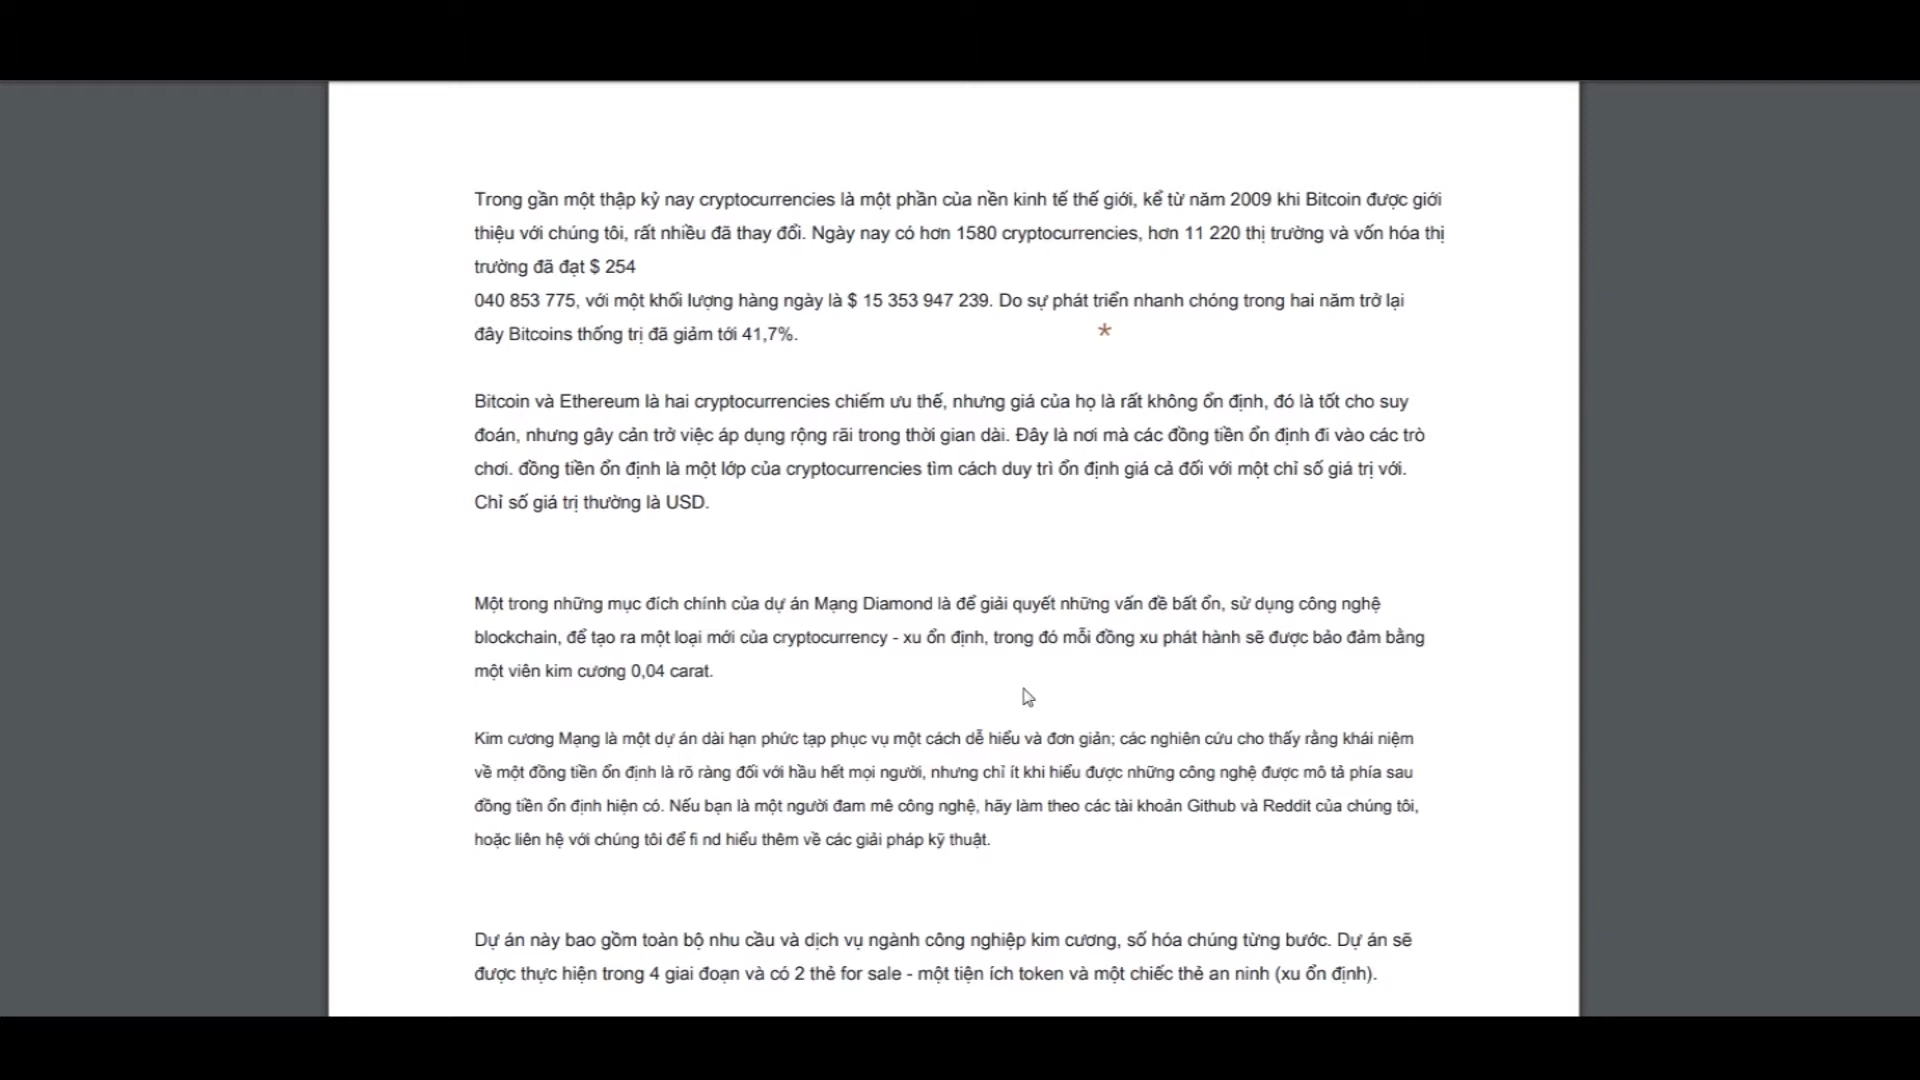 Trong gần một thập kỷ nay cryptocurrencies là một phần của nền kinh tế thế giới, kể từ năm 2009 khi Bitcoin được giới
thiệu với chúng tôi, rất nhiều đã thay đổi. Ngày nay có hơn 1580 cryptocurrencies, hơn 11 220 thị trường và vốn hóa thị
trường đã đạt $ 254
040 853 775, với một khối lượng hàng ngày là $ 15 353 947 239. Do sự phát triển nhanh chóng trong hai năm trở lại
đây Bitcoins thống trị đã giảm tới 41,7%.
*
Bitcoin và Ethereum là hai cryptocurrencies chiếm ưu thế, nhưng giá của họ là rất không ổn định, đó là tốt cho suy
đoán, nhưng gây cản trở việc áp dụng rộng rãi trong thời gian dài. Đây là nơi mà các đồng tiền ổn định đi vào các trò
chơi. đồng tiền ổn định là một lớp của cryptocurrencies tìm cách duy trì ổn định giá cả đối với một chỉ số giá trị với.
Chỉ số giá trị thường là USD.
Một trong những mục đích chính của dự án Mạng Diamond là để giải quyết những vấn đề bất ổn, sử dụng công nghệ
blockchain, để tạo ra một loại mới của cryptocurrency - xu ổn định, trong đó mỗi đồng xu phát hành sẽ được bảo đảm bằng
một viên kim cương 0,04 carat.
Kim cương Mạng là một dự án dài hạn phức tạp phục vụ một cách dễ hiểu và đơn giản; các nghiên cứu cho thấy rằng khái niệm
về một đồng tiền ổn định là rõ ràng đối với hầu hết mọi người, nhưng chỉ ít khi hiểu được những công nghệ được mô tả phía sau
đồng tiền ổn định hiện có. Nếu bạn là một người đam mê công nghệ, hãy làm theo các tài khoản Github và Reddit của chúng tôi,
hoặc liên hệ với chúng tôi để fi nd hiểu thêm về các giải pháp kỹ thuật.
Dự án này bao gồm toàn bộ nhu cầu và dịch vụ ngành công nghiệp kim cương, số hóa chúng từng bước. Dự án sẽ
được thực hiện trong 4 giai đoạn và có 2 thẻ for sale - một tiện ích token và một chiếc thẻ an ninh (xu ổn định).